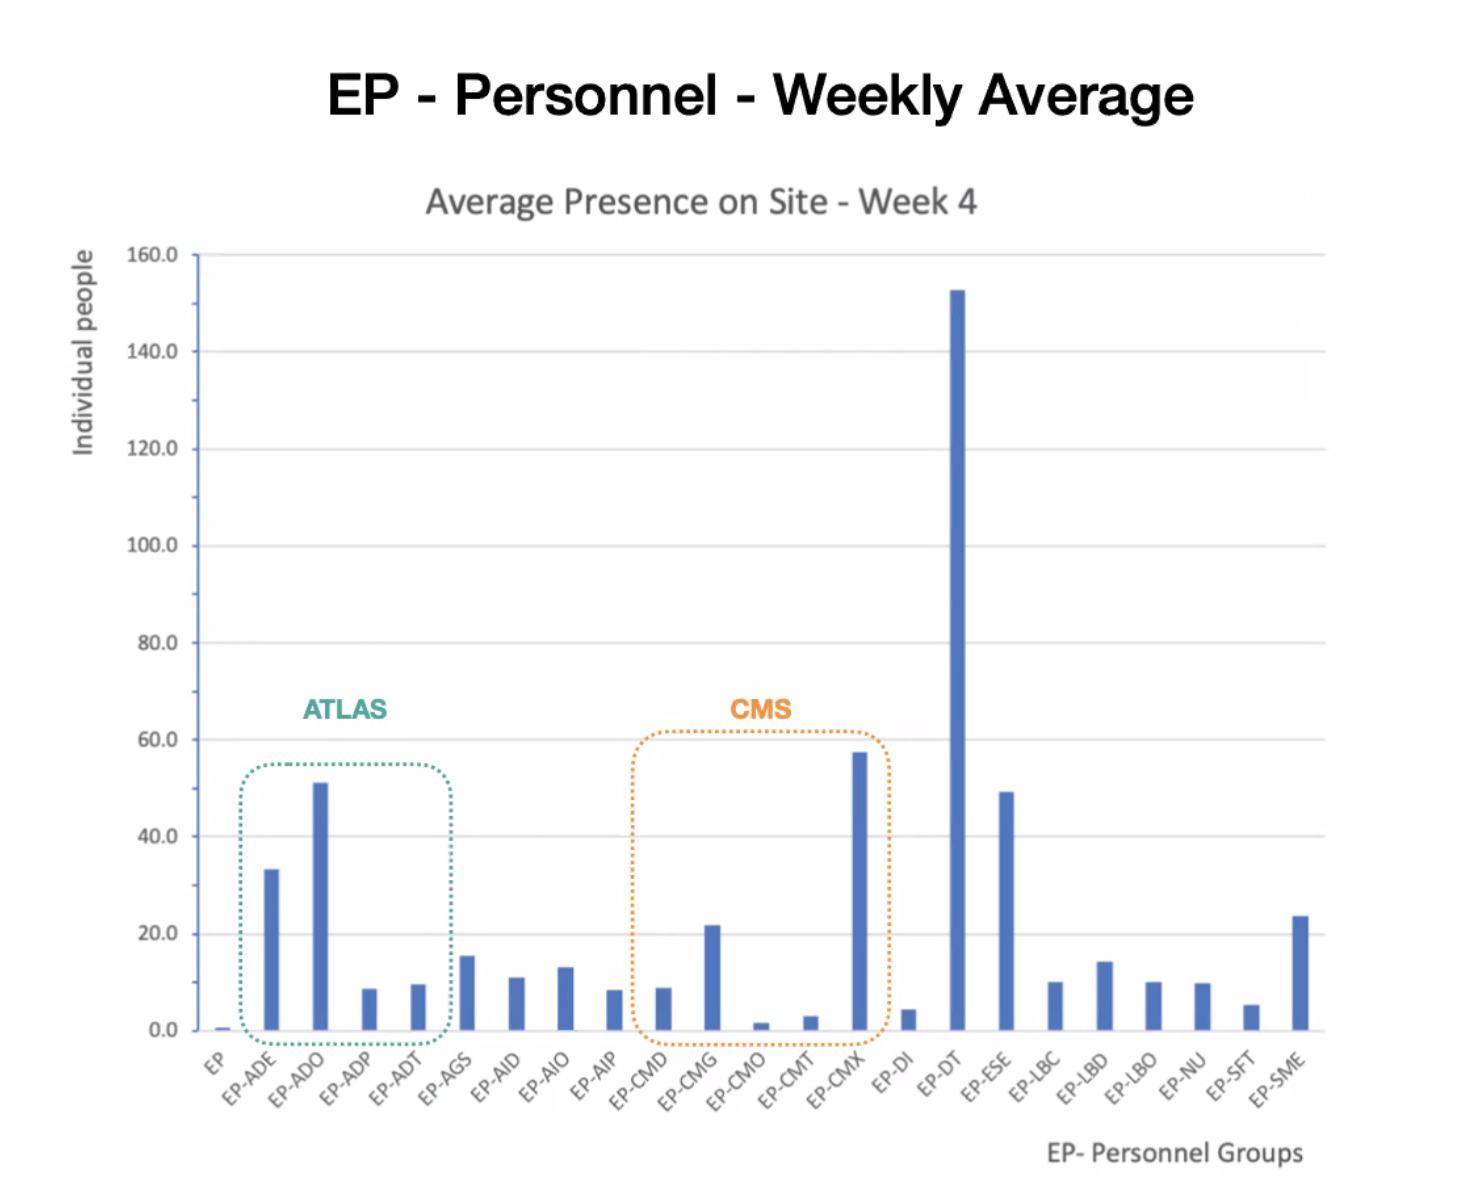 EP - Personnel - Weekly Average
Average Presence on Site - Week 4
Individual people
160.0
140.0
120.0
100.0
80.0
60.0
40.0
20.0
0.0
ATLAS
CMS
EP
EP-ADE
EP-ADO
EP-ADP
EP-ADT
EP-AGS
EP-AID
EP-AIO
EP-AIP
EP-CMD
EP-CMG
EP-CMO
EP-CMT
EP-CMX
EP-DI
EP-DT
EP-ESE
EP-LBC
EP-LBD
EP-LBO
EP-NU
EP-SFT
EP-SME
EP- Personnel Groups